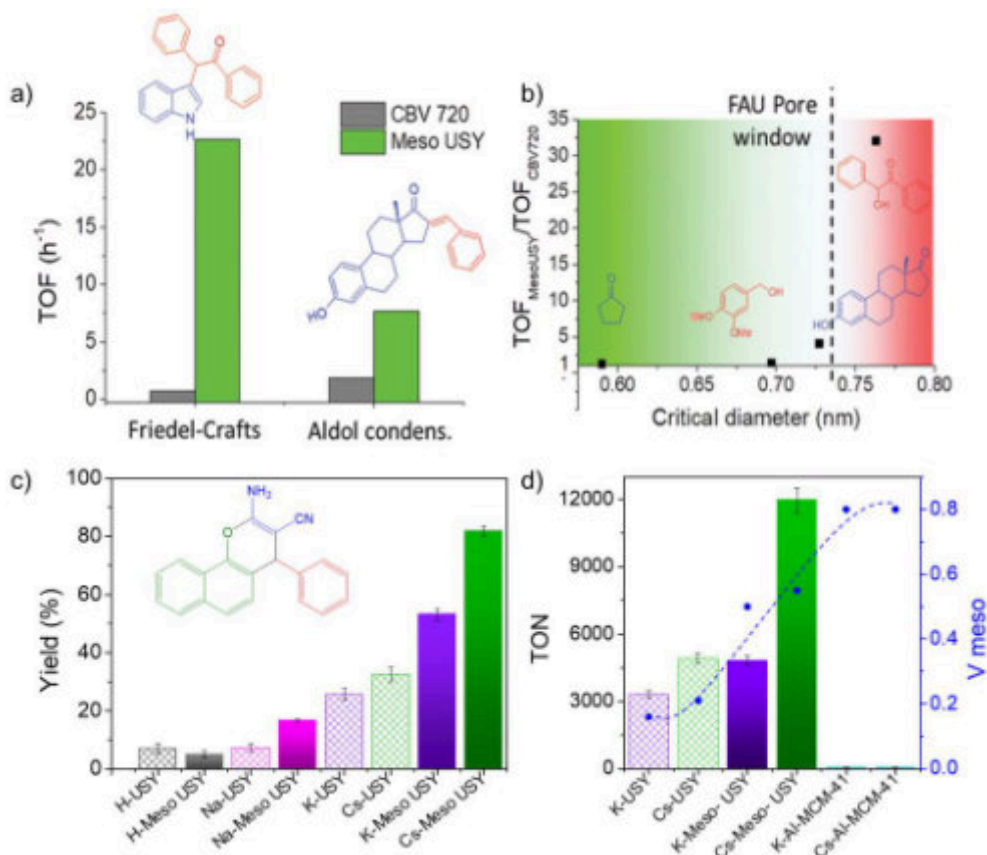 a)
O
N
H
CBV 720
Meso USY
O
HO
TOF (h⁻¹)
25
20
15
10
5
0
Friedel-Crafts
Aldol condens.
b)
FAU Pore
window
TOF_MesoUSY/TOF_CBV720
35
30
25
20
15
10
5
1
O
OH
OMe
O
OH
O
HO
0.60
0.65
0.70
0.75
0.80
Critical diameter (nm)
c)
NH₂
O
CN
Yield (%)
100
80
60
40
20
0
H-USY
H-Meso USY
Na-USY
Na-Meso USY
K-USY
Cs-USY
K-Meso USY
Cs-Meso USY
d)
TON
12000
9000
6000
3000
0
0.8
0.6
0.4
0.2
0.0
V meso
K-USY
Cs-USY
K-Meso- USY
Cs-Meso- USY
K-Al-MCM-41
Cs-Al-MCM-41